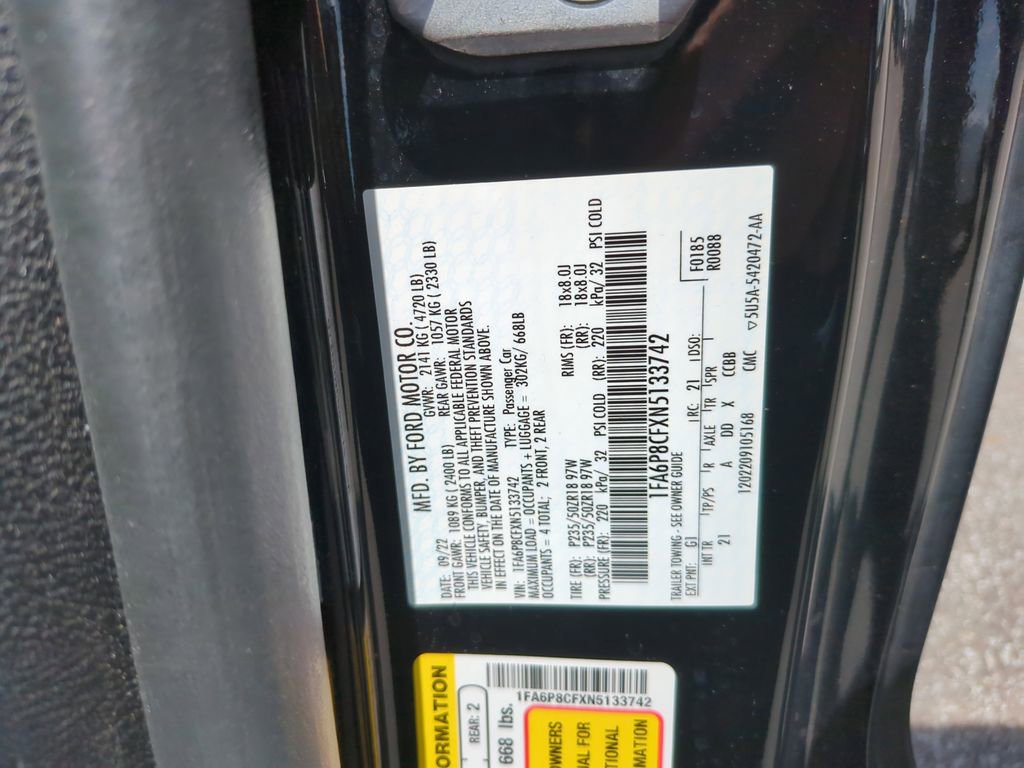 MFD. BY FORD MOTOR CO.
DATE: 09/22 GVWR: 2141 KG ( 4720 LB)
FRONT GAWR: 1089 KG ( 2400 LB) REAR GAWR: 1057 KG ( 2330 LB)
THIS VEHICLE CONFORMS TO ALL APPLICABLE FEDERAL MOTOR
VEHICLE SAFETY, BUMPER, AND THEFT PREVENTION STANDARDS
IN EFFECT ON THE DATE OF MANUFACTURE SHOWN ABOVE.
VIN: 1FA6P8CFXN5133742 TYPE: Passenger Car
MAXIMUM LOAD = OCCUPANTS + LUGGAGE = 302KG/ 668LB
OCCUPANTS = 4 TOTAL; 2 FRONT, 2 REAR
TIRE (FR): P235/50ZR18 97W RIMS (FR): 18x8.0J
(RR): P235/50ZR18 97W (RR): 18x8.0J
PRESSURE (FR): 220 kPa/ 32 PSI COLD (RR): 220 kPa/ 32 PSI COLD
1FA6P8CFXN5133742
TRAILER TOWING - SEE OWNER GUIDE
EXT PNT: G1 RC: 21 DSO: F0185
R0088
INT TR TP/PS R AXLE TR SPR
21 A DD X CCBB
1202209105168 CMC ▽5U5A-5420472-AA
ORMATION
REAR: 2
668 lbs.
1FA6P8CFXN5133742
OWNERS
UAL FOR
TIONAL
RMATION